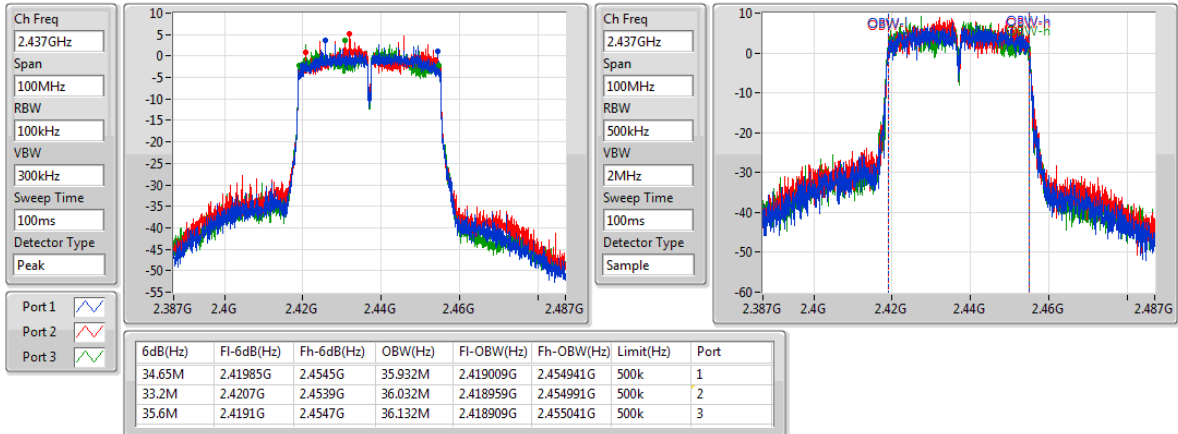 Ch Freq
2.437GHz
Span
100MHz
RBW
100kHz
VBW
300kHz
Sweep Time
100ms
Detector Type
Peak
Port 1
Port 2
Port 3
10
5
0
-5
-10
-15
-20
-25
-30
-35
-40
-45
-50
-55
2.387G 2.4G 2.42G 2.44G 2.46G 2.487G
Ch Freq
2.437GHz
Span
100MHz
RBW
500kHz
VBW
2MHz
Sweep Time
100ms
Detector Type
Sample
10
0
-10
-20
-30
-40
-50
-60
OBW-h
OBW-h
2.387G 2.4G 2.42G 2.44G 2.46G 2.487G
6dB(Hz) Fl-6dB(Hz) Fh-6dB(Hz) OBW(Hz) Fl-OBW(Hz) Fh-OBW(Hz) Limit(Hz) Port
34.65M 2.41985G 2.4545G 35.932M 2.419009G 2.454941G 500k 1
33.2M 2.4207G 2.4539G 36.032M 2.418959G 2.454991G 500k 2
35.6M 2.4191G 2.4547G 36.132M 2.418909G 2.455041G 500k 3